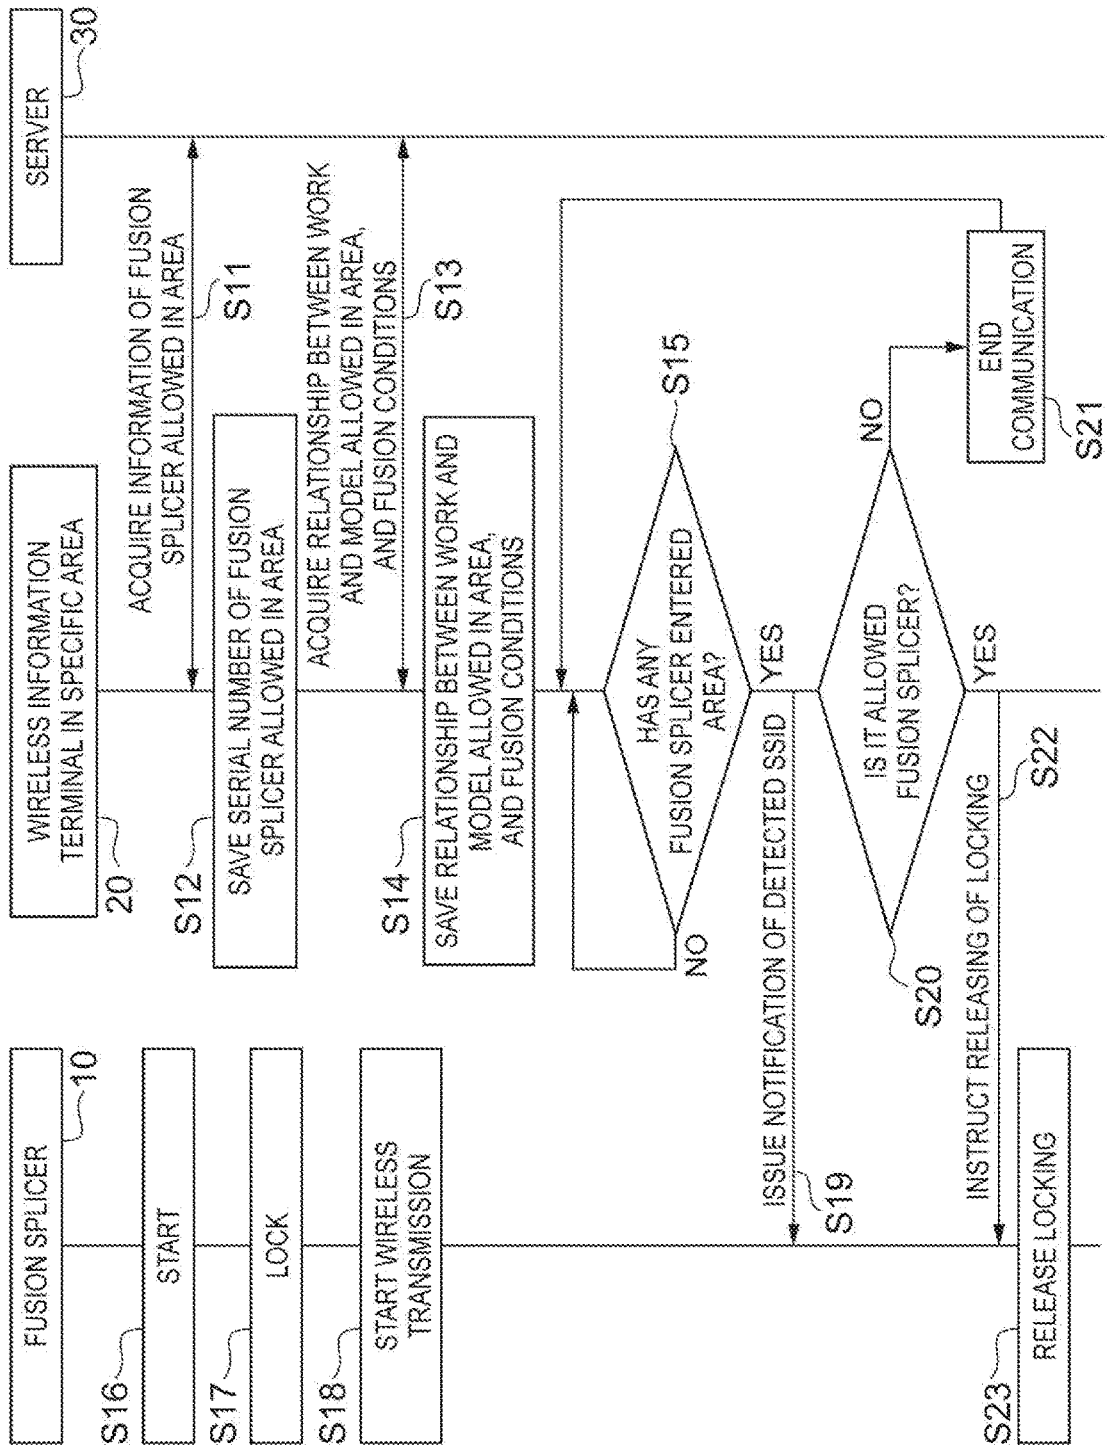 FUSION SPLICER
10
S16
START
S17
LOCK
S18
START WIRELESS
TRANSMISSION
S23
RELEASE LOCKING
WIRELESS INFORMATION
TERMINAL IN SPECIFIC AREA
20
S12
SAVE SERIAL NUMBER OF FUSION
SPLICER ALLOWED IN AREA
S14
SAVE RELATIONSHIP BETWEEN WORK AND
MODEL ALLOWED IN AREA,
AND FUSION CONDITIONS
HAS ANY
FUSION SPLICER ENTERED
AREA?
S15
NO
YES
ISSUE NOTIFICATION OF DETECTED SSID
S19
IS IT ALLOWED
FUSION SPLICER?
S20
NO
YES
END
COMMUNICATION
S21
INSTRUCT RELEASING OF LOCKING
S22
SERVER
30
ACQUIRE INFORMATION OF FUSION
SPLICER ALLOWED IN AREA
S11
ACQUIRE RELATIONSHIP BETWEEN WORK
AND MODEL ALLOWED IN AREA,
AND FUSION CONDITIONS
S13